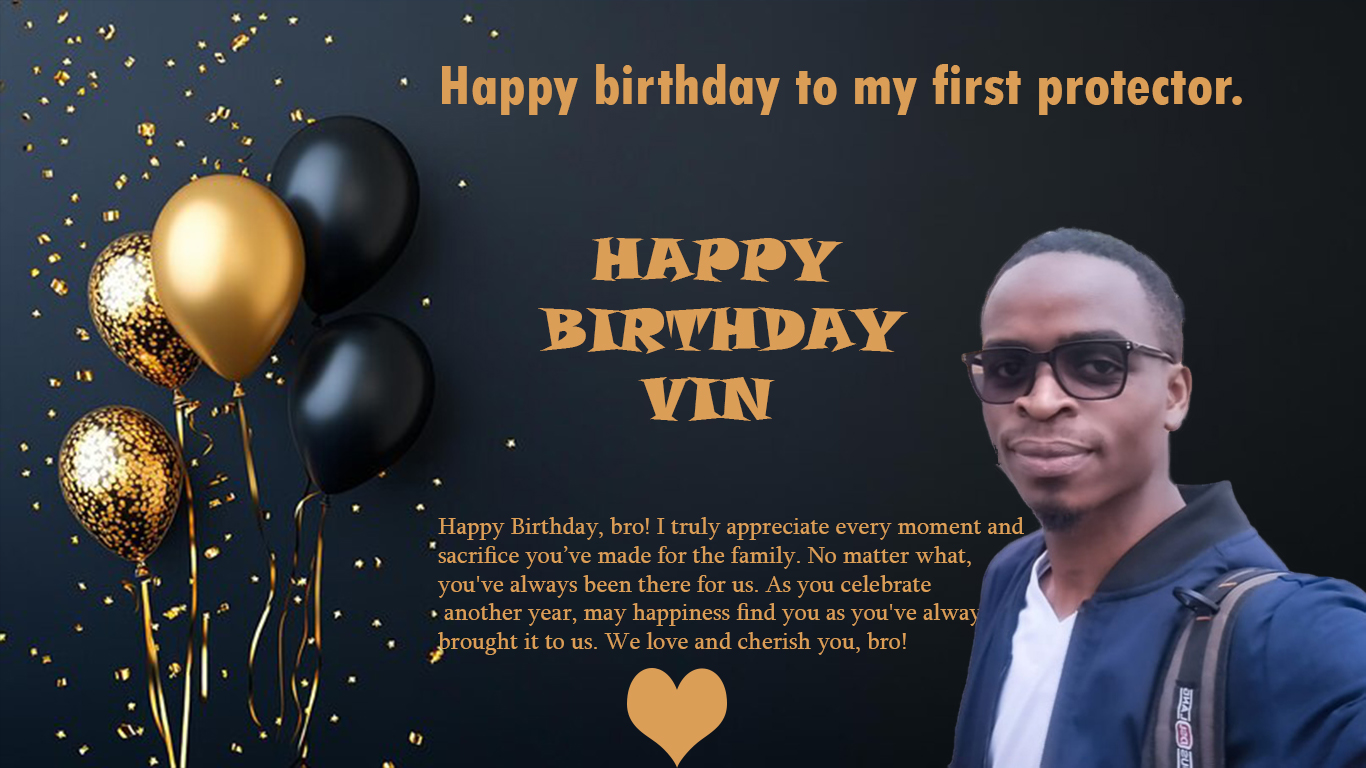 Happy birthday to my first protector.
HAPPY
BIRTHDAY
VIN
Happy Birthday, bro! I truly appreciate every moment and
sacrifice you’ve made for the family. No matter what,
you've always been there for us. As you celebrate
another year, may happiness find you as you've alway
brought it to us. We love and cherish you, bro!